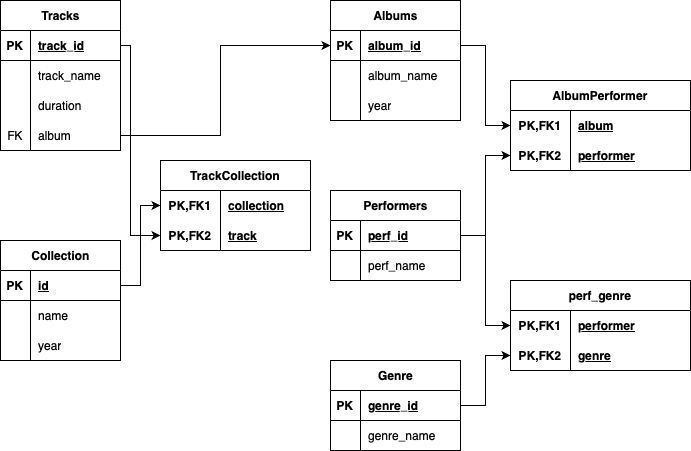 Tracks
PK track_id
track_name
duration
FK album
Albums
PK album_id
album_name
year
AlbumPerformer
PK,FK1 album
PK,FK2 performer
TrackCollection
PK,FK1 collection
PK,FK2 track
Performers
PK perf_id
perf_name
Collection
PK id
name
year
perf_genre
PK,FK1 performer
PK,FK2 genre
Genre
PK genre_id
genre_name